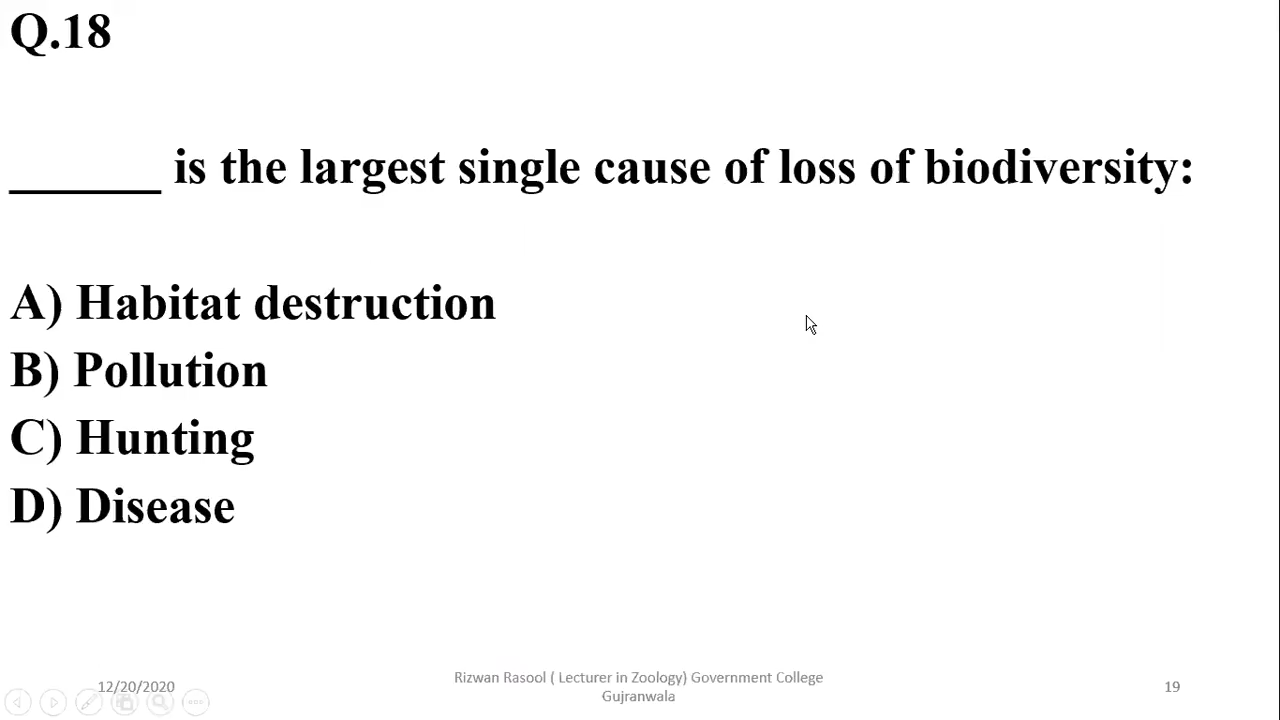 Q.18
______ is the largest single cause of loss of biodiversity:
A) Habitat destruction
B) Pollution
C) Hunting
D) Disease
12/20/2020
Rizwan Rasool ( Lecturer in Zoology) Government College
Gujranwala
19